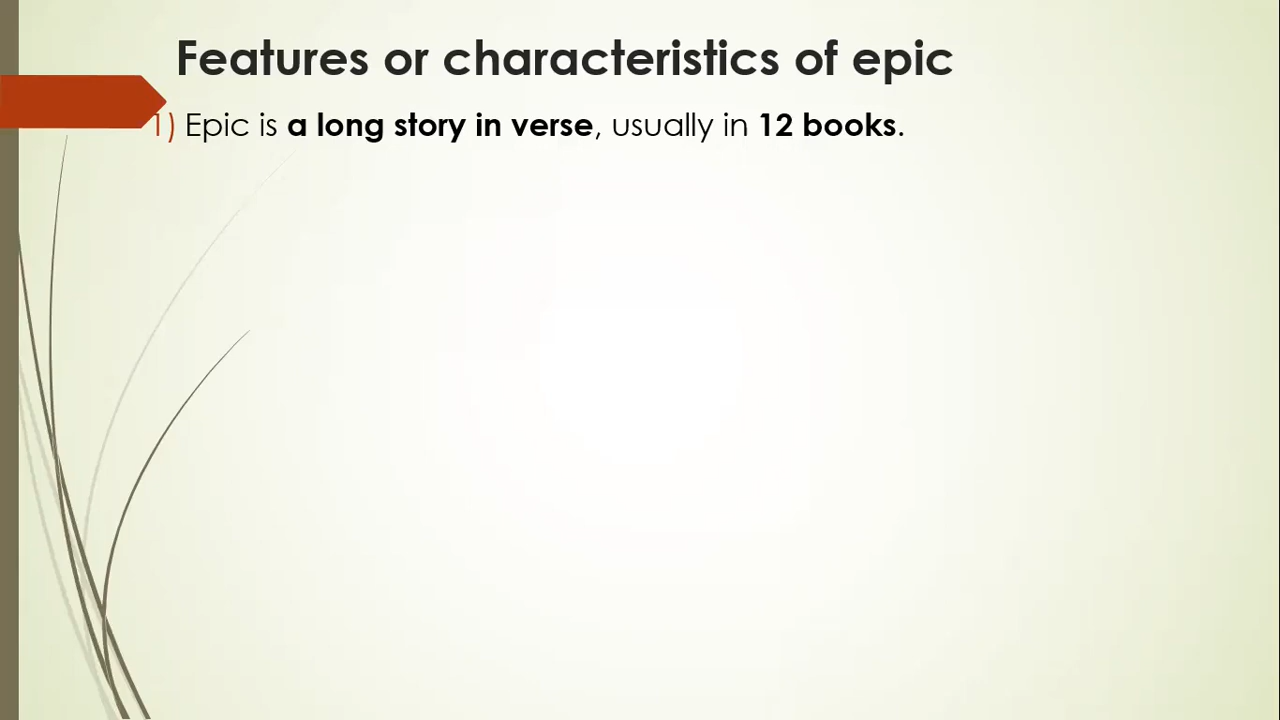 Features or characteristics of epic
1) Epic is a long story in verse, usually in 12 books.